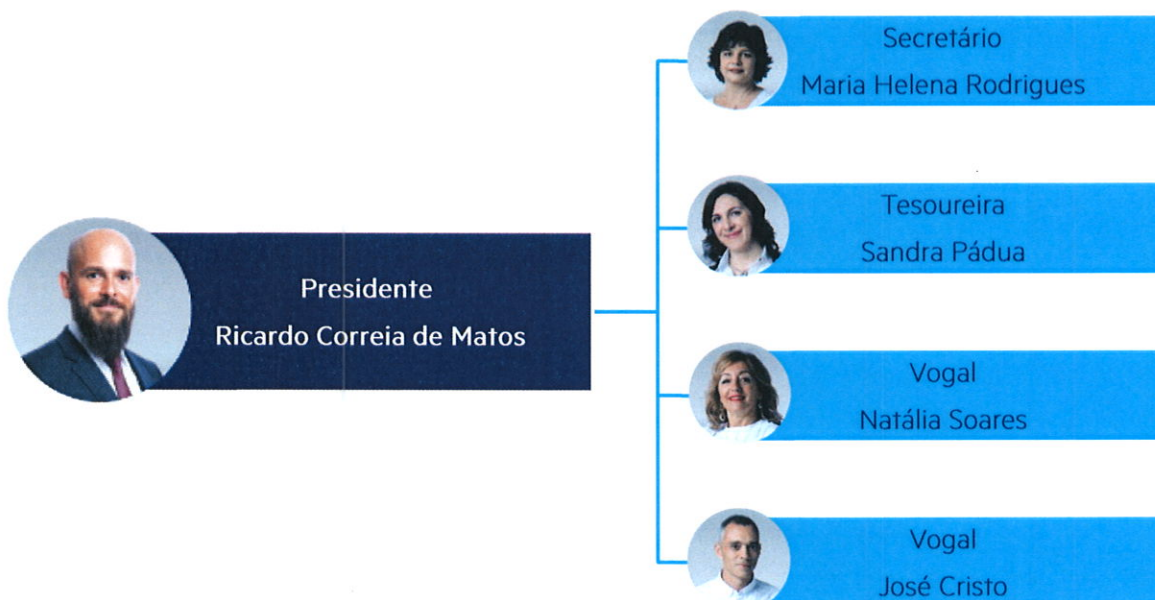 Presidente
Ricardo Correia de Matos
Secretário
Maria Helena Rodrigues
Tesoureira
Sandra Pádua
Vogal
Natália Soares
Vogal
José Cristo